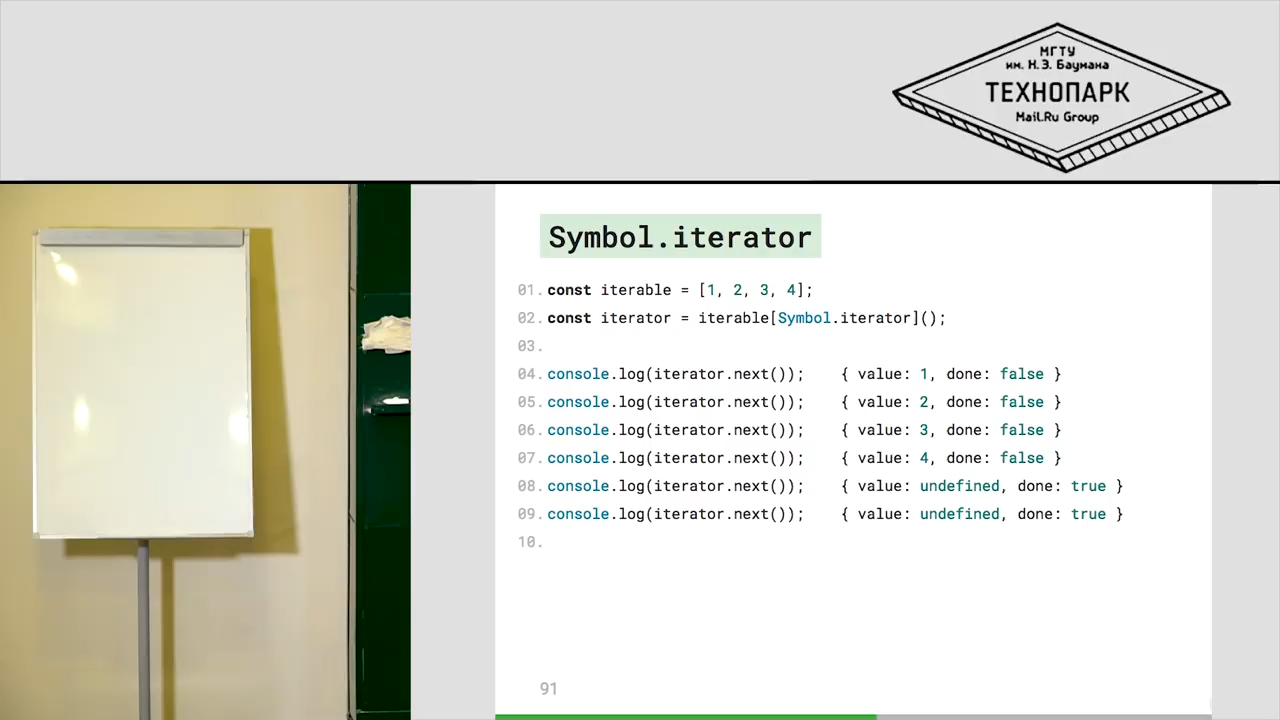 МГТУ
им. Н.Э. Баумана
ТЕХНОПАРК
Mail.Ru Group
Symbol.iterator
01. const iterable = [1, 2, 3, 4];
02. const iterator = iterable[Symbol.iterator]();
03.
04. console.log(iterator.next()); { value: 1, done: false }
05. console.log(iterator.next()); { value: 2, done: false }
06. console.log(iterator.next()); { value: 3, done: false }
07. console.log(iterator.next()); { value: 4, done: false }
08. console.log(iterator.next()); { value: undefined, done: true }
09. console.log(iterator.next()); { value: undefined, done: true }
10.
91